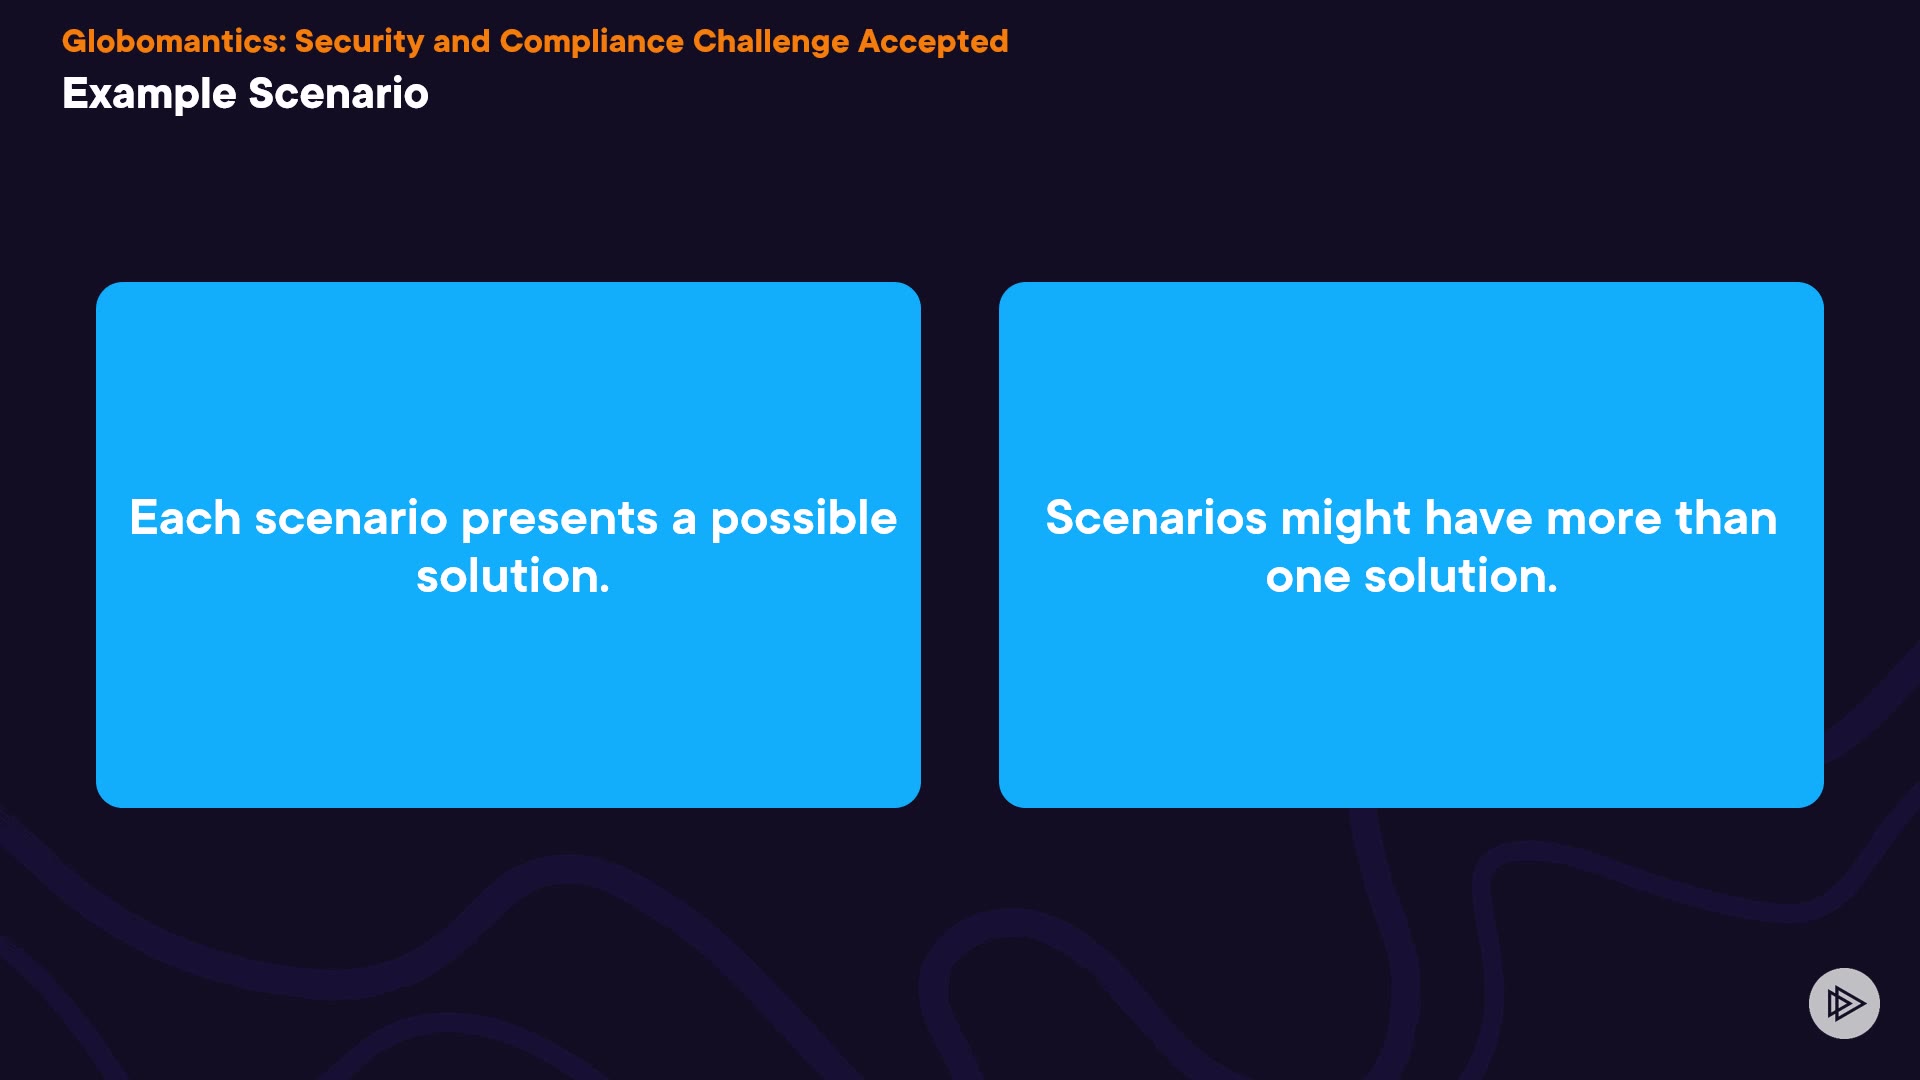 Globomantics: Security and Compliance Challenge Accepted
Example Scenario
Each scenario presents a possible
solution.
Scenarios might have more than
one solution.